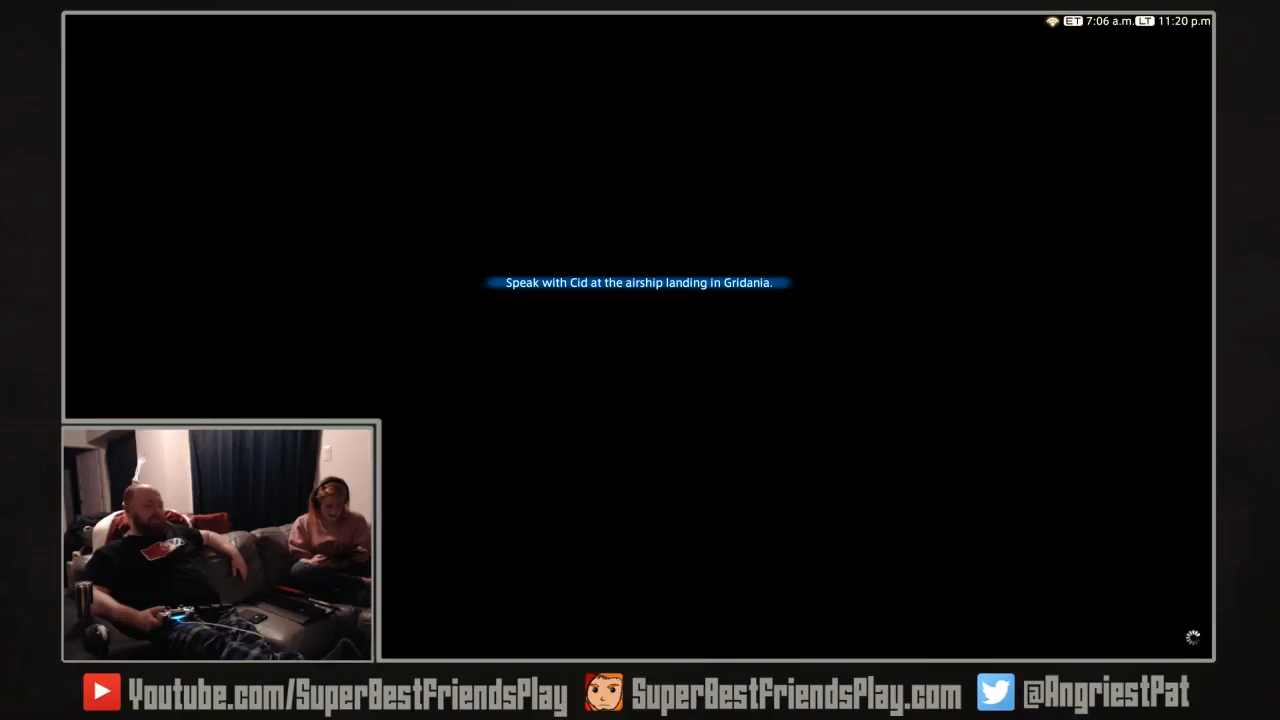 ET 7:06 a.m. LT 11:20 p.m
Speak with Cid at the airship landing in Gridania.
Youtube.com/SuperBestFriendsPlay SuperBestFriendsPlay.com @AngriestPat